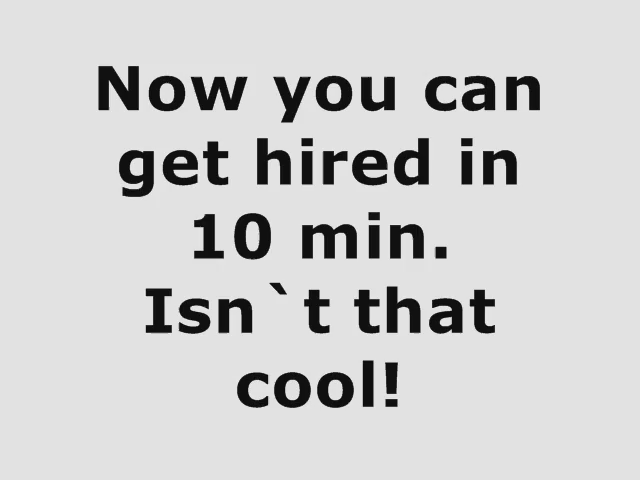 Now you can
get hired in
10 min.
Isn`t that
cool!